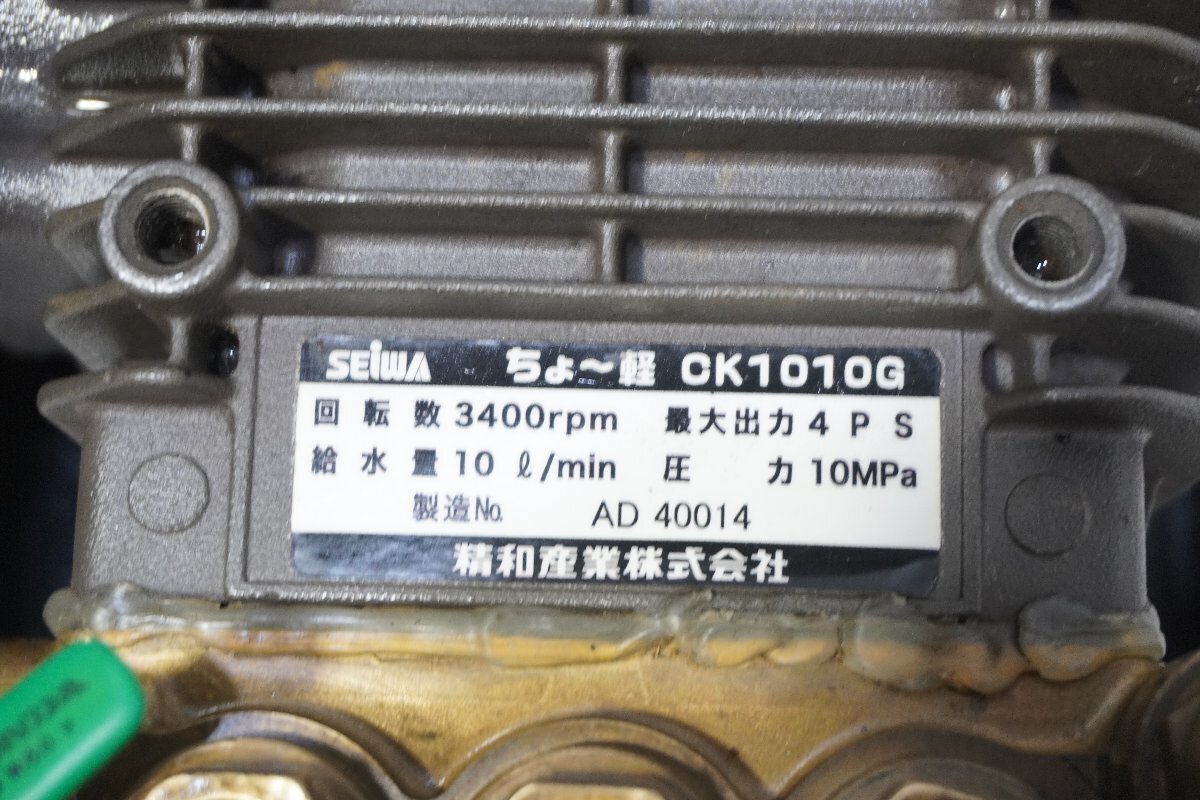 SEIWA ちょ～軽 CK1010G
回転数 3400rpm 最大出力 4PS
給水量 10 ℓ/min 圧力 10MPa
製造No. AD 40014
精和産業株式会社